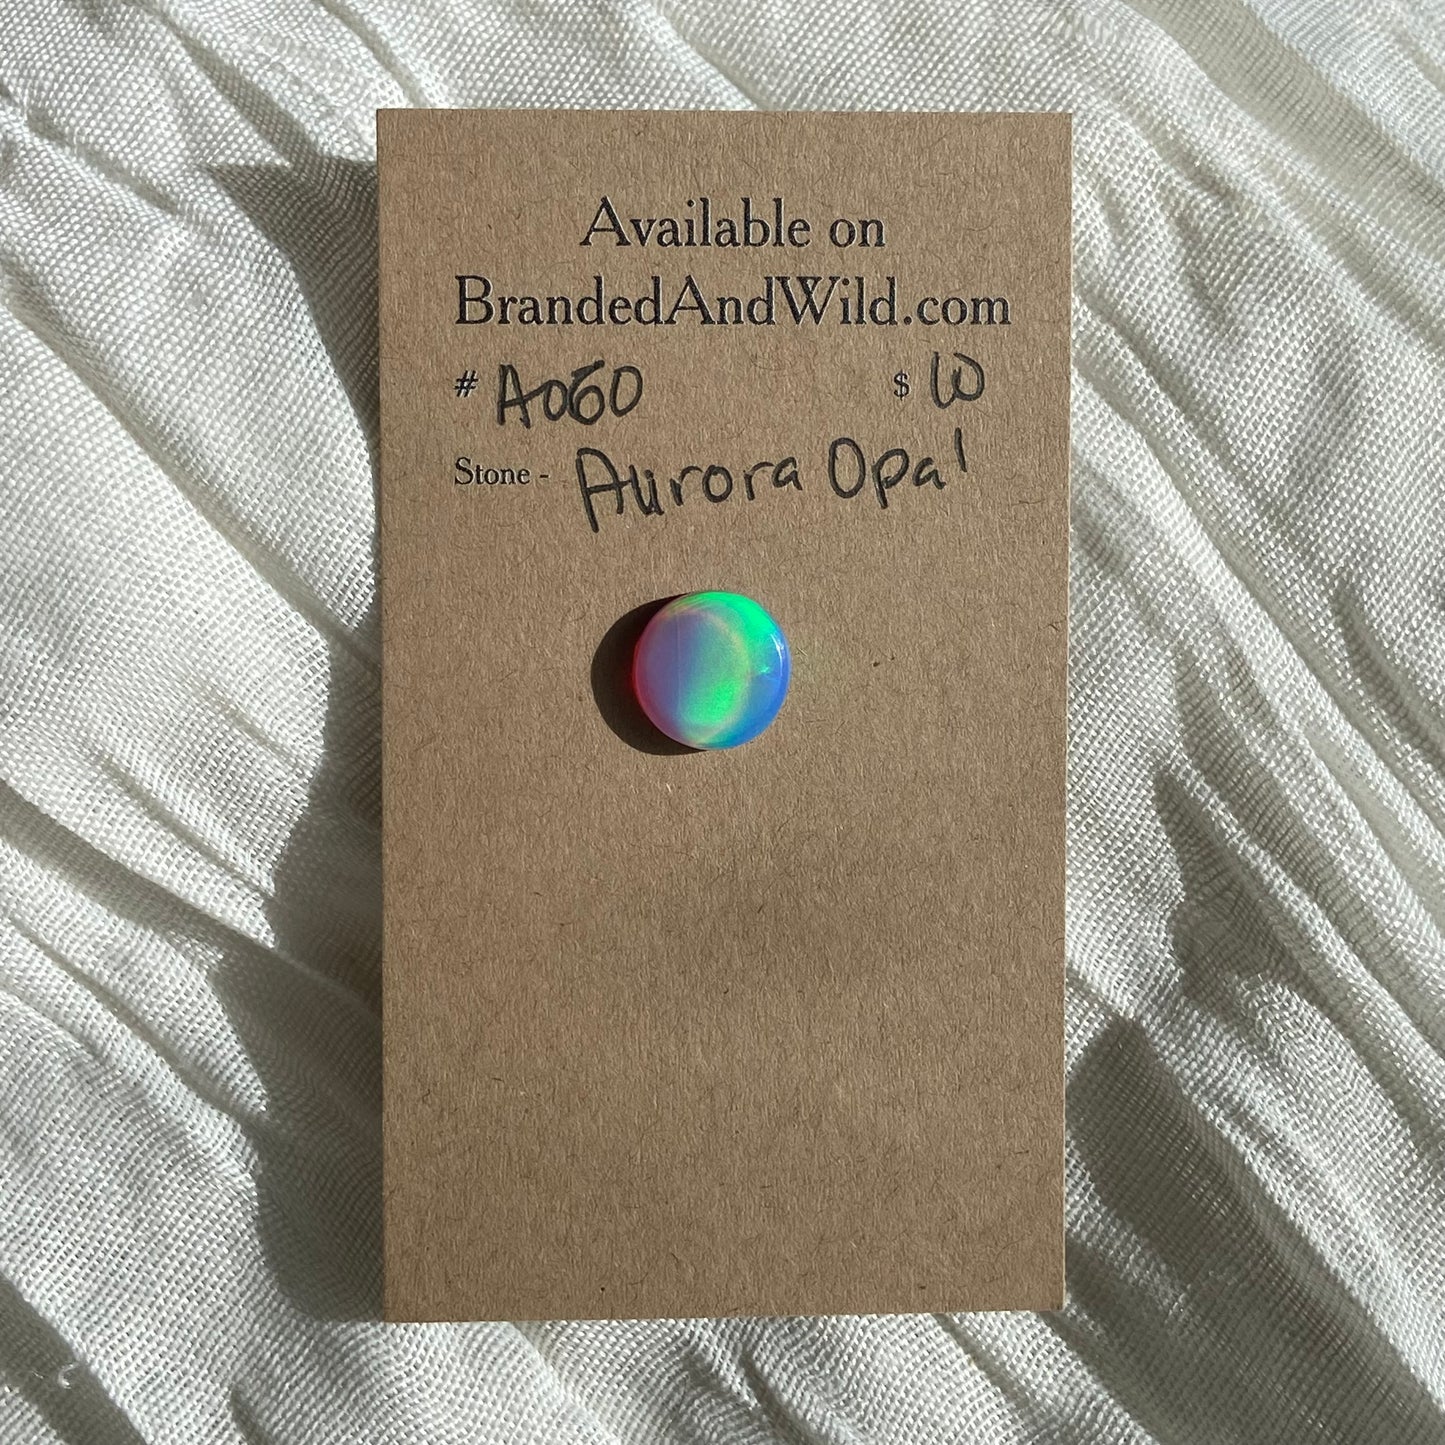 Available on
BrandedAndWild.com
# A060 $ 10
Stone - Aurora Opal